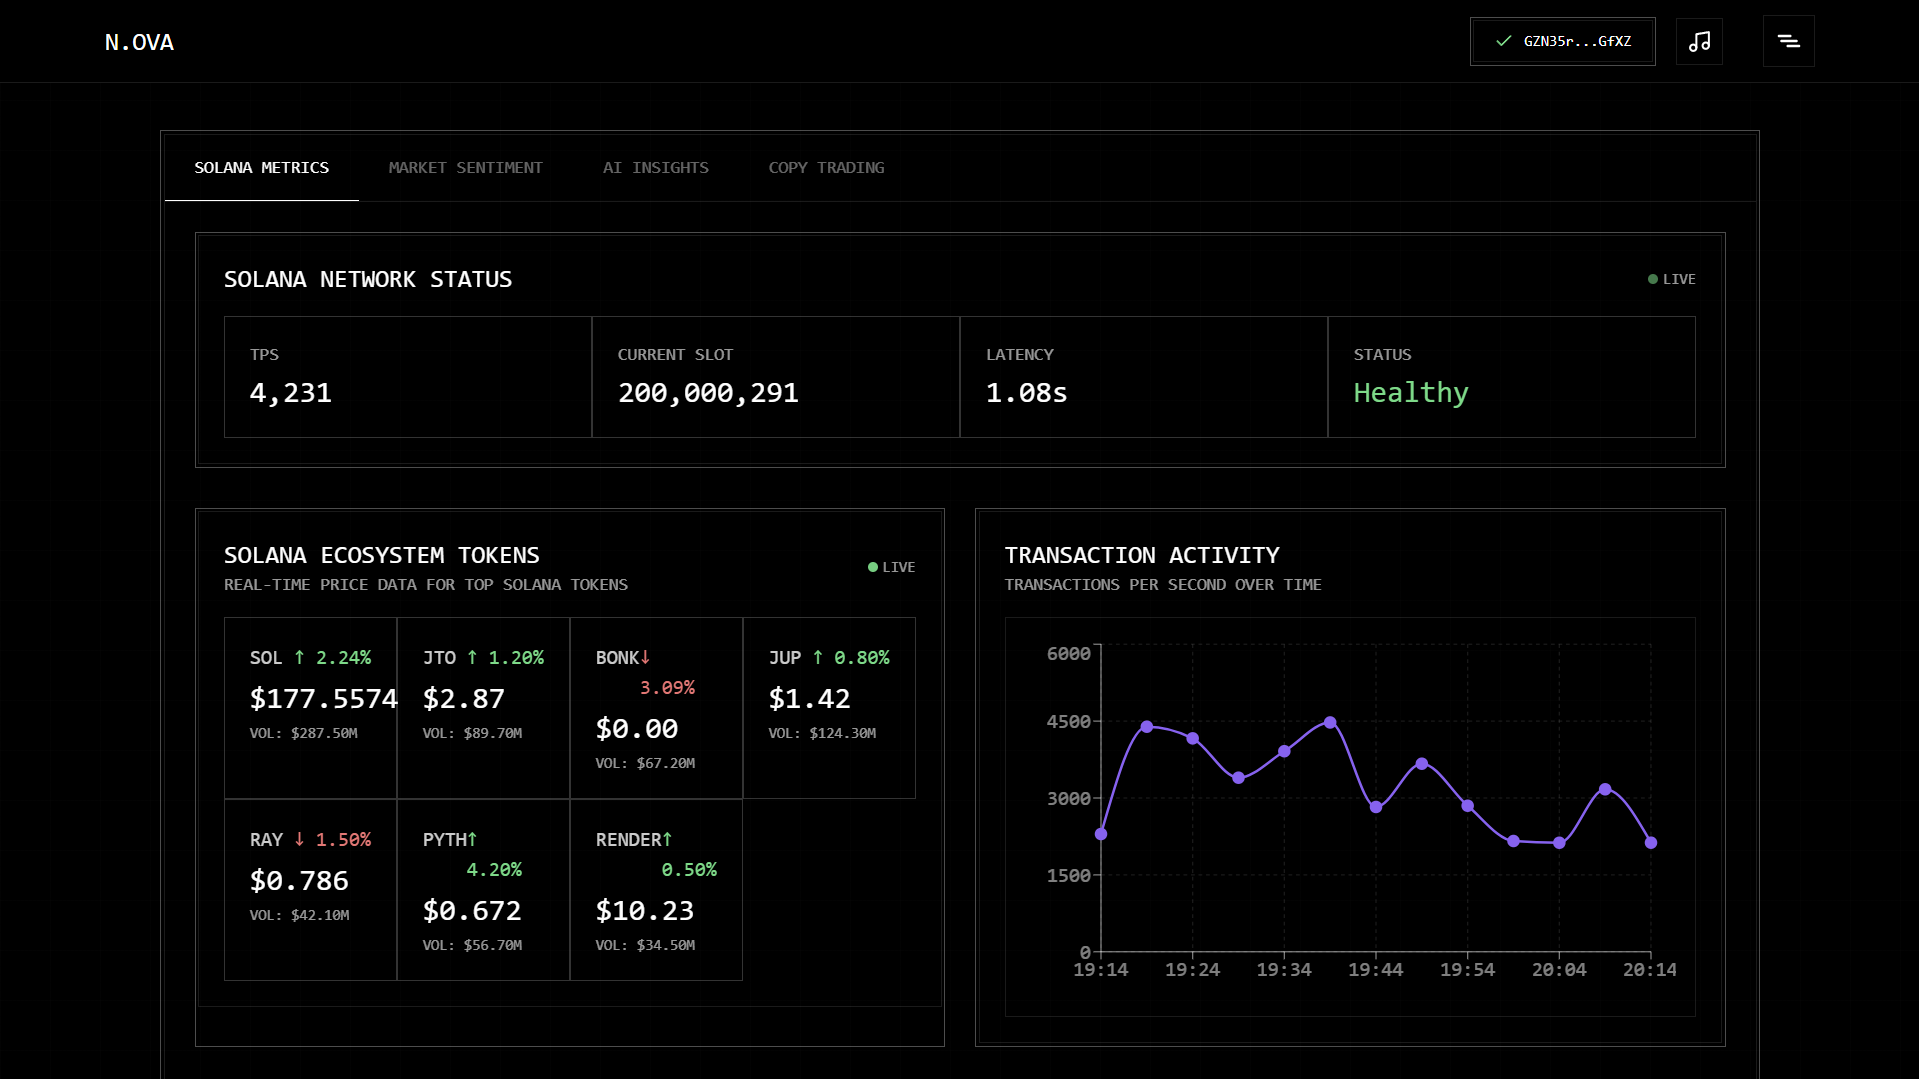 N.OVA
GZN35r...GfXZ
SOLANA METRICS
MARKET SENTIMENT
AI INSIGHTS
COPY TRADING
SOLANA NETWORK STATUS
LIVE
TPS
4,231
CURRENT SLOT
200,000,291
LATENCY
1.08s
STATUS
Healthy
SOLANA ECOSYSTEM TOKENS
REAL-TIME PRICE DATA FOR TOP SOLANA TOKENS
LIVE
SOL ↑ 2.24%
$177.5574
VOL: $287.50M
JTO ↑ 1.20%
$2.87
VOL: $89.70M
BONK↓
3.09%
$0.00
VOL: $67.20M
JUP ↑ 0.80%
$1.42
VOL: $124.30M
RAY ↓ 1.50%
$0.786
VOL: $42.10M
PYTH↑
4.20%
$0.672
VOL: $56.70M
RENDER↑
0.50%
$10.23
VOL: $34.50M
TRANSACTION ACTIVITY
TRANSACTIONS PER SECOND OVER TIME
6000
4500
3000
1500
0
19:14 19:24 19:34 19:44 19:54 20:04 20:14